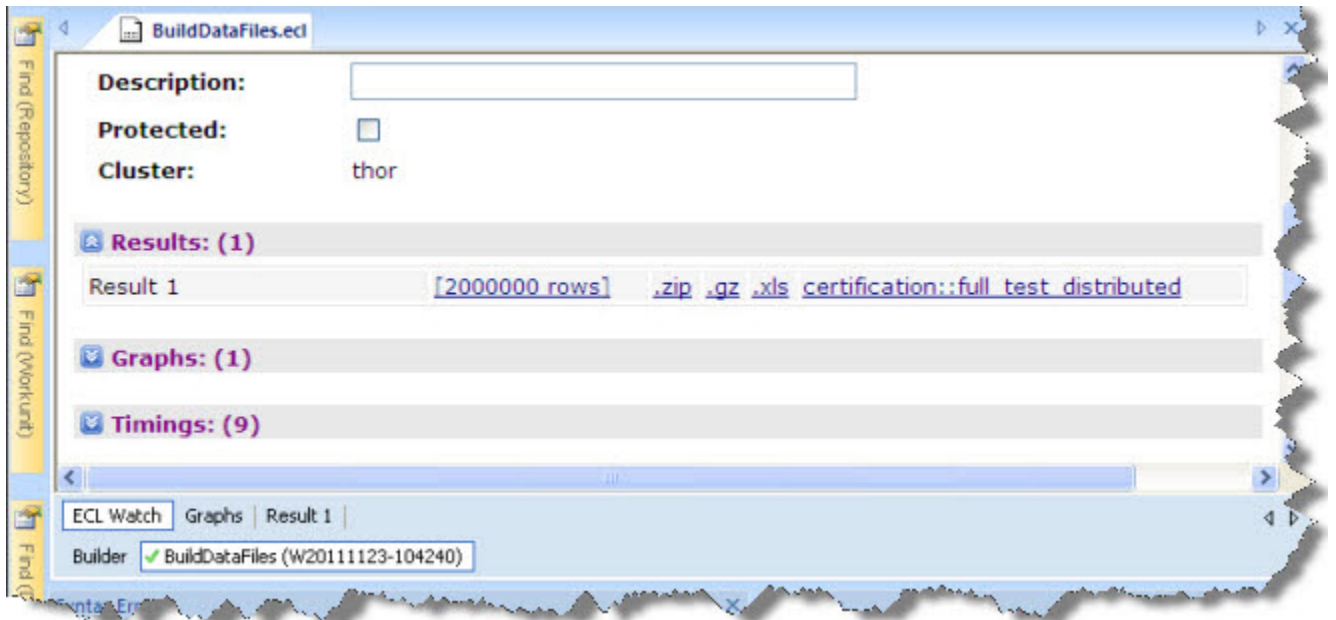 BuildDataFiles.ecl
Find (Repository)
Description:
Protected:
Cluster: thor
Results: (1)
Result 1 [2000000 rows] .zip .gz .xls certification::full_test_distributed
Find (Workunit)
Graphs: (1)
Timings: (9)
ECL Watch Graphs Result 1
Builder BuildDataFiles (W20111123-104240)
Find (